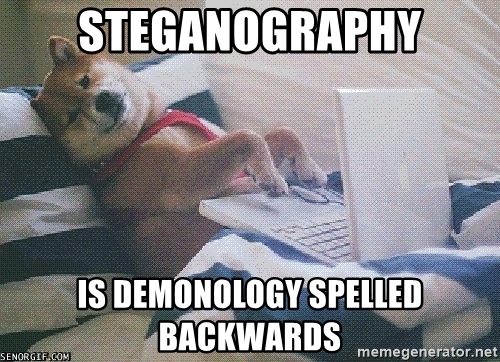 STEGANOGRAPHY
IS DEMONOLOGY SPELLED
BACKWARDS
SENORGIF.COM
memegenerator.net